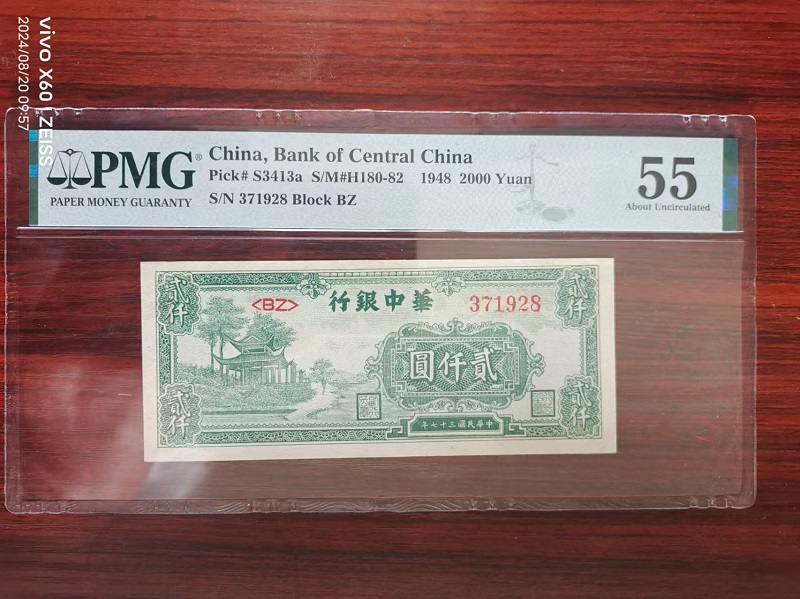 vivo X60 | ZEISS
2024/08/20 09:57
PMG®
PAPER MONEY GUARANTY
China, Bank of Central China
Pick# S3413a S/M#H180-82 1948 2000 Yuan
S/N 371928 Block BZ
55
About Uncirculated
貳仟
貳仟
<BZ>
行銀中華
371928
圓仟貳
貳仟
貳仟
年七十三國民華中